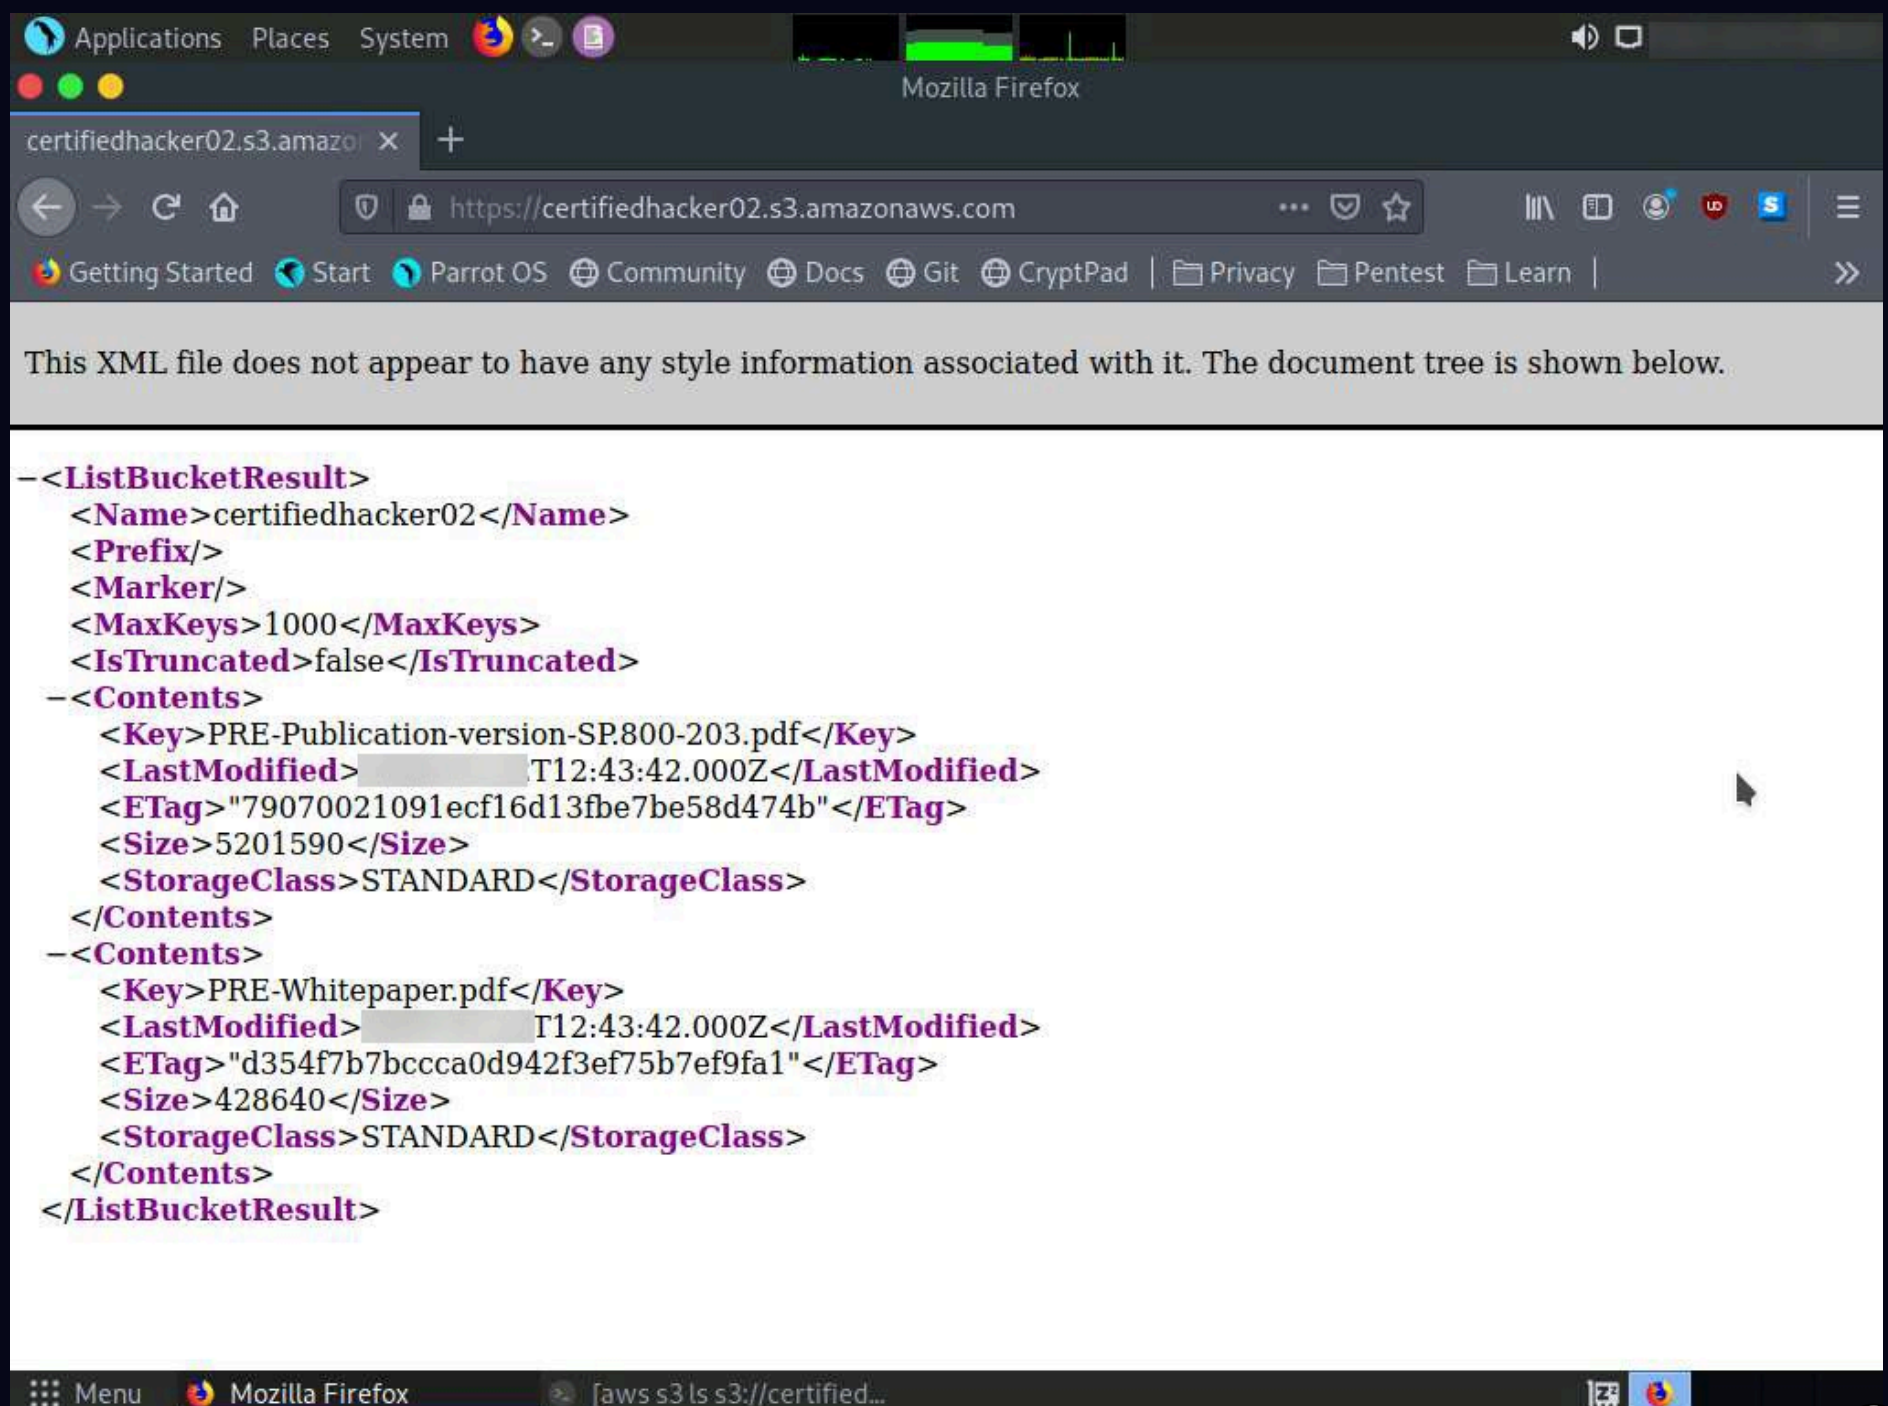 Applications Places System
Mozilla Firefox
certifiedhacker02.s3.amazo
https://certifiedhacker02.s3.amazonaws.com
Getting Started Start Parrot OS Community Docs Git CryptPad Privacy Pentest Learn
This XML file does not appear to have any style information associated with it. The document tree is shown below.
−<ListBucketResult>
<Name>certifiedhacker02</Name>
<Prefix/>
<Marker/>
<MaxKeys>1000</MaxKeys>
<IsTruncated>false</IsTruncated>
−<Contents>
<Key>PRE-Publication-version-SP.800-203.pdf</Key>
<LastModified> T12:43:42.000Z</LastModified>
<ETag>"79070021091ecf16d13fbe7be58d474b"</ETag>
<Size>5201590</Size>
<StorageClass>STANDARD</StorageClass>
</Contents>
−<Contents>
<Key>PRE-Whitepaper.pdf</Key>
<LastModified> T12:43:42.000Z</LastModified>
<ETag>"d354f7b7bccca0d942f3ef75b7ef9fa1"</ETag>
<Size>428640</Size>
<StorageClass>STANDARD</StorageClass>
</Contents>
</ListBucketResult>
Menu Mozilla Firefox [aws s3 ls s3://certified...